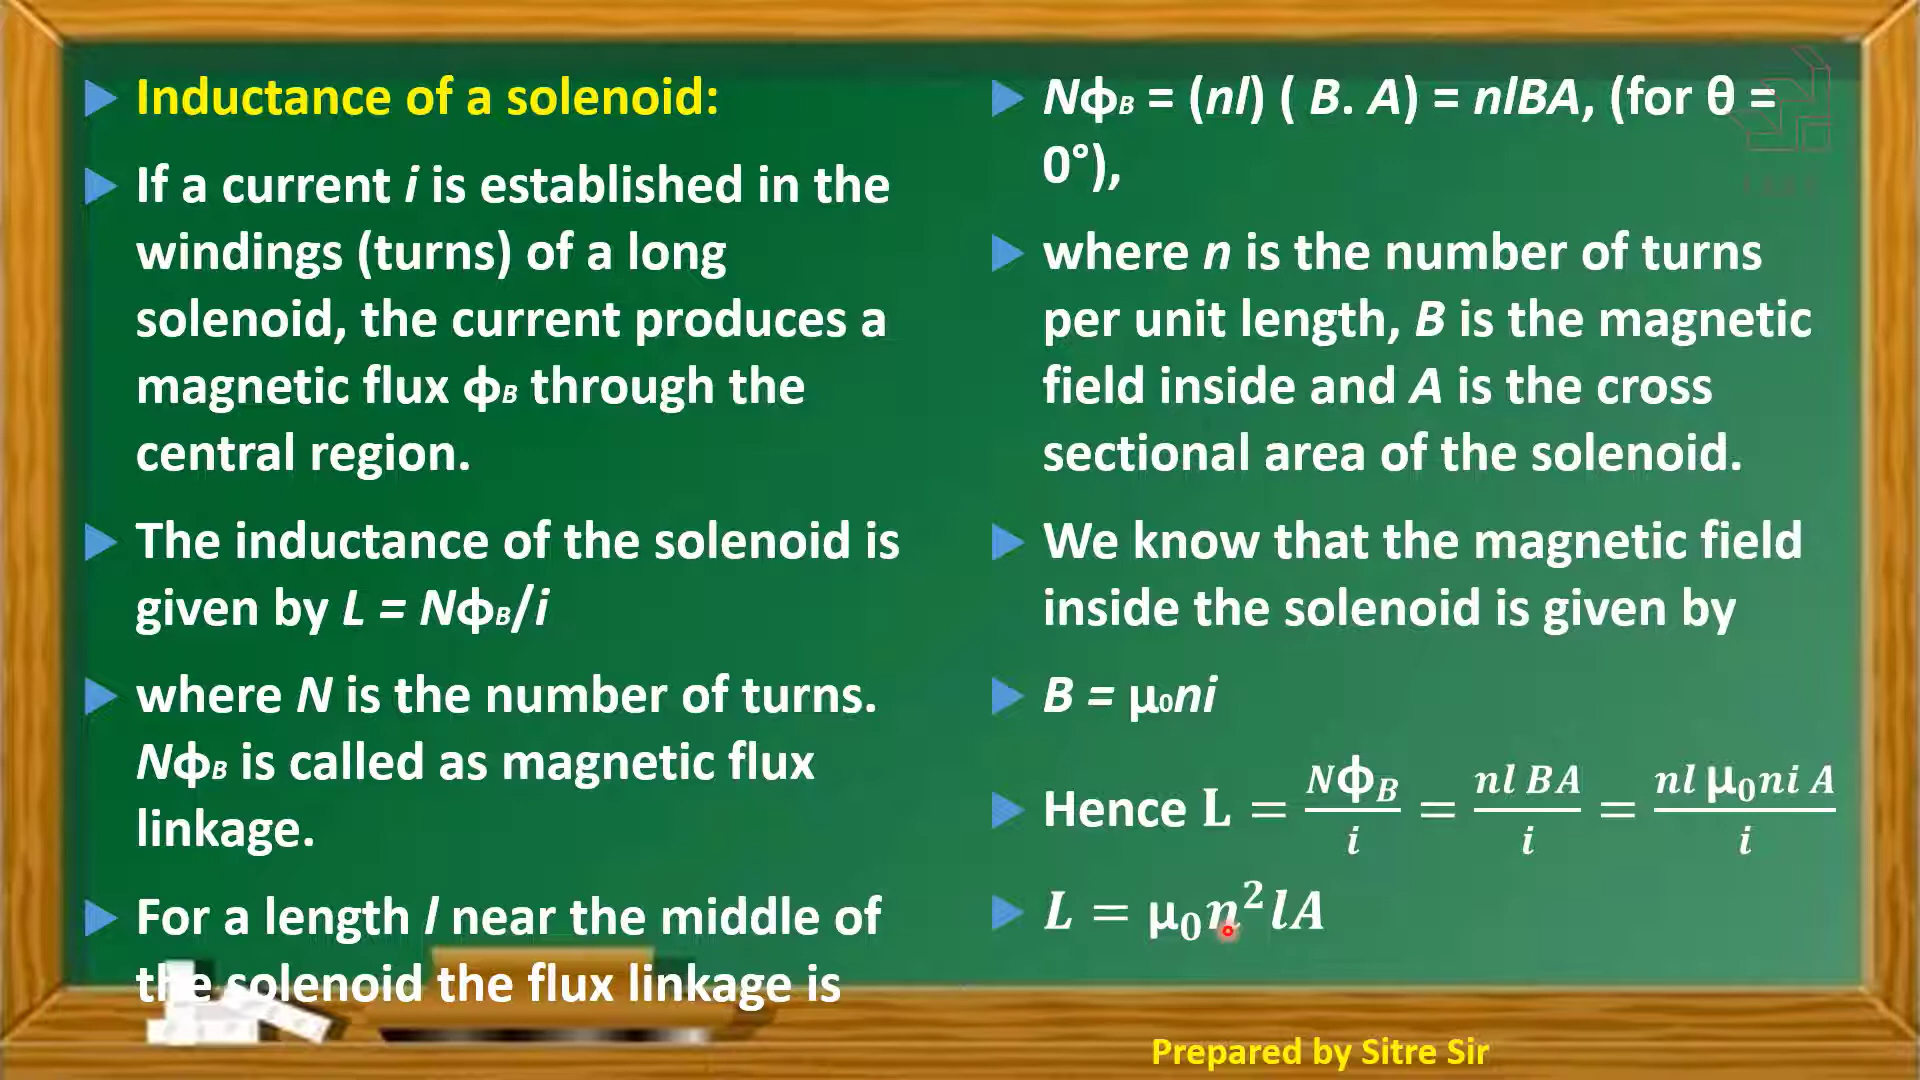 Inductance of a solenoid:
If a current i is established in the
windings (turns) of a long
solenoid, the current produces a
magnetic flux ϕB through the
central region.
The inductance of the solenoid is
given by L = NϕB/i
where N is the number of turns.
NϕB is called as magnetic flux
linkage.
For a length l near the middle of
the solenoid the flux linkage is
NϕB = (nl) ( B. A) = nlBA, (for θ =
0°),
where n is the number of turns
per unit length, B is the magnetic
field inside and A is the cross
sectional area of the solenoid.
We know that the magnetic field
inside the solenoid is given by
B = μ₀ni
Hence L = NϕB/i = nl BA/i = nl μ₀ni A/i
L = μ₀n²lA
Prepared by Sitre Sir